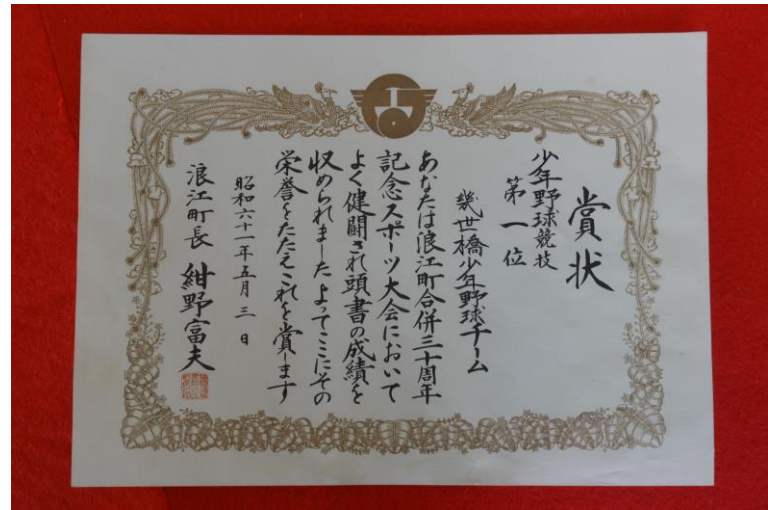 賞状
少年野球競技
第一位
幾世橋少年野球チーム
あなたは浪江町合併三十周年
記念スポーツ大会において
よく健闘され頭書の成績を
収められましたよってここにその
栄誉をたたえこれを賞します
昭和六十一年五月三日
浪江町長 紺野富夫